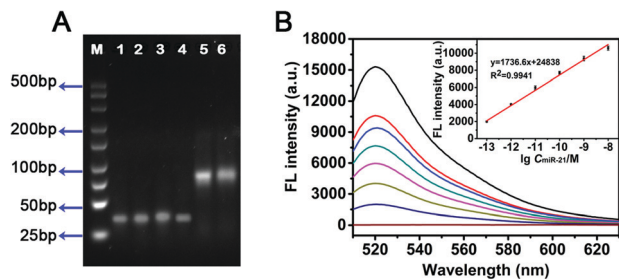 A
M 1 2 3 4 5 6
500bp
200bp
100bp
50bp
25bp
B
FL intensity (a.u.)
18000
15000
12000
9000
6000
3000
0
520 540 560 580 600 620
Wavelength (nm)
FL intensity (a.u.)
10000
8000
6000
4000
2000
y=1736.6x+24838
R²=0.9941
-13 -12 -11 -10 -9 -8
lg CmiR-21/M